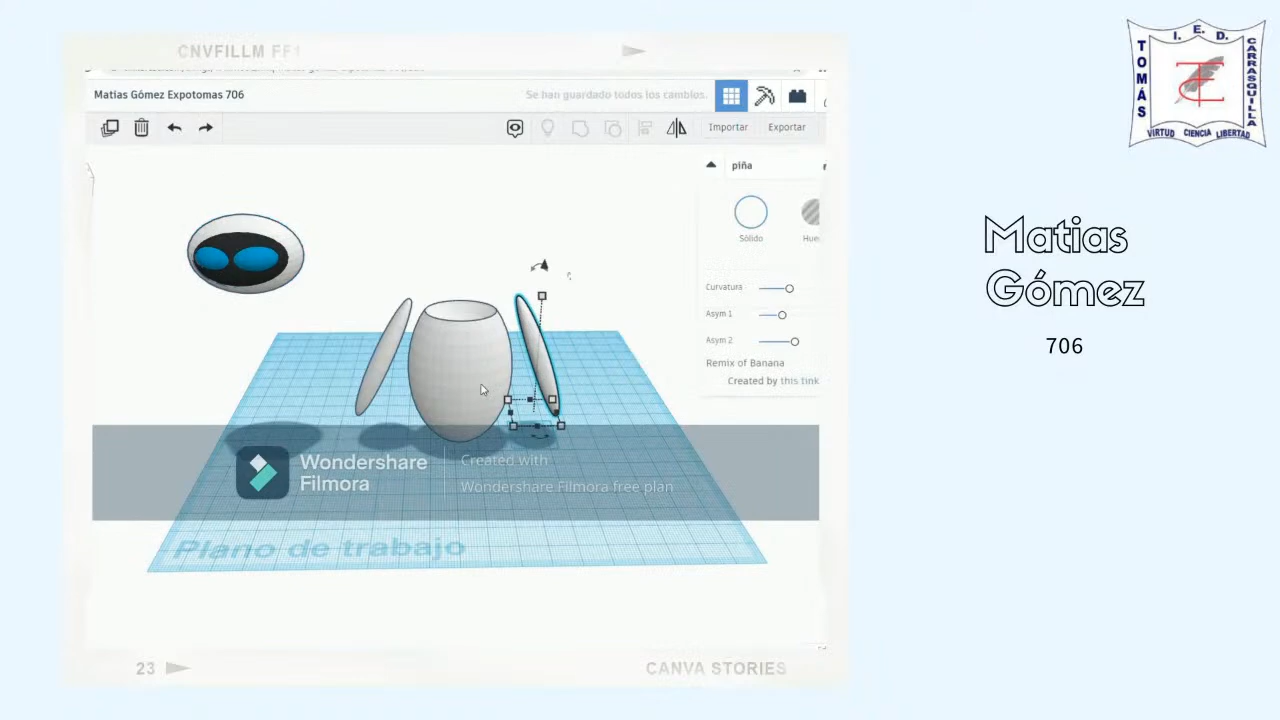 CNVFILLM FF1
Matias Gómez Expotomas 706
Se han guardado todos los cambios.
Importar
Exportar
piña
Sólido
Hue
Curvatura
Asym 1
Asym 2
Remix of Banana
Created by this tink
Wondershare
Filmora
Created with
Wondershare Filmora free plan
Plano de trabajo
23
CANVA STORIES
I. E. D.
TOMÁS
CARRASQUILLA
VIRTUD CIENCIA LIBERTAD
Matias
Gómez
706